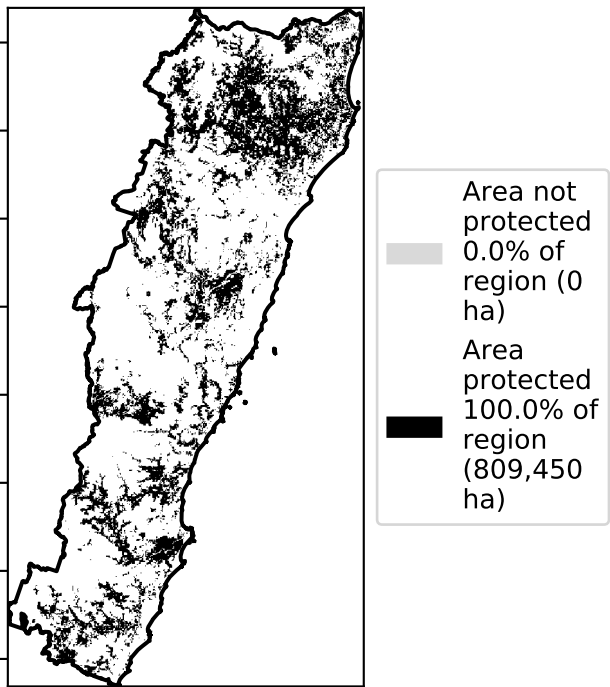 Area not
protected
0.0% of
region (0
ha)
Area
protected
100.0% of
region
(809,450
ha)